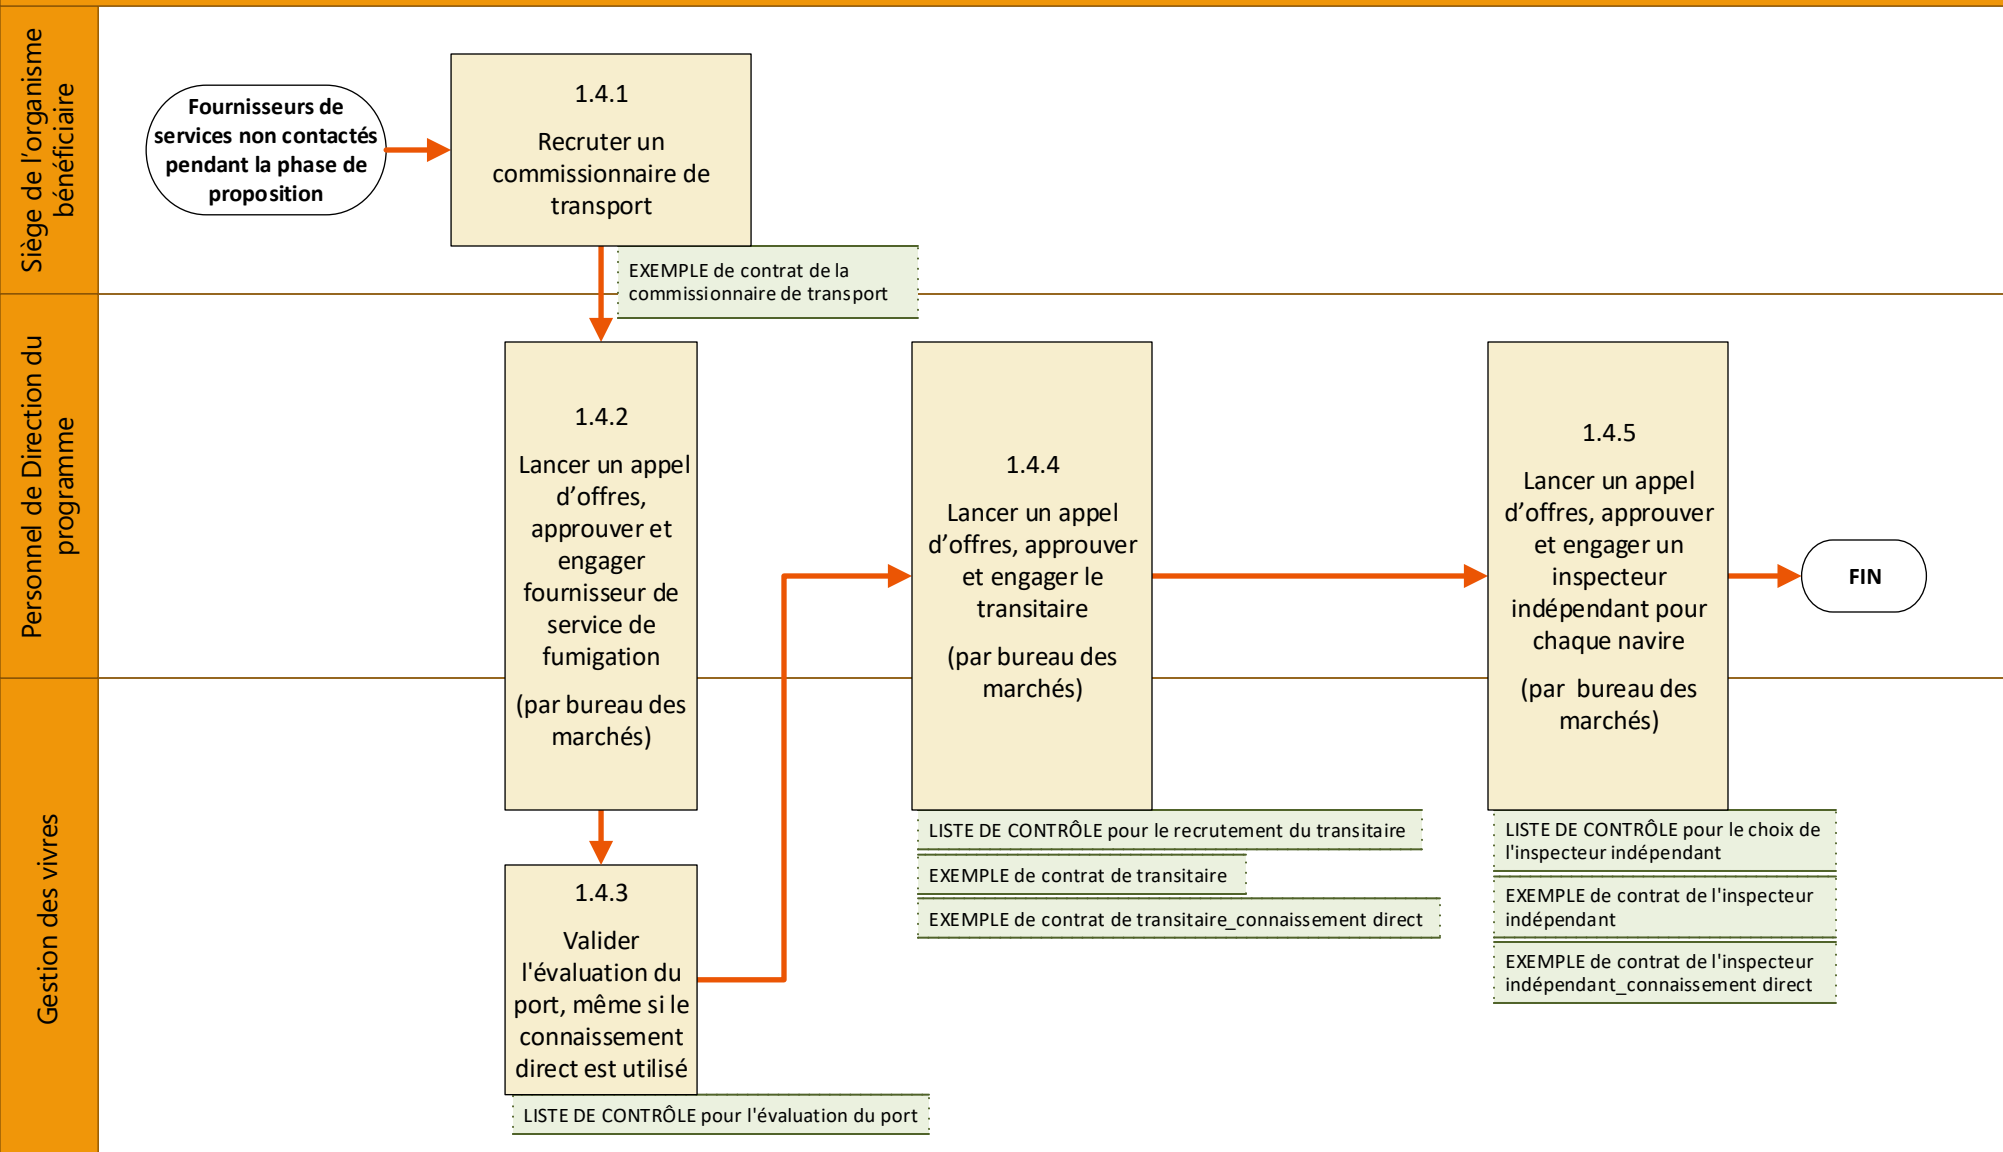 Siège de l'organisme
bénéficiaire
Fournisseurs de
services non contactés
pendant la phase de
proposition
1.4.1
Recruter un
commissionnaire de
transport
EXEMPLE de contrat de la
commissionnaire de transport
Personnel de Direction du
programme
1.4.2
Lancer un appel
d’offres,
approuver et
engager
fournisseur de
service de
fumigation
(par bureau des
marchés)
1.4.4
Lancer un appel
d’offres, approuver
et engager le
transitaire
(par bureau des
marchés)
1.4.5
Lancer un appel
d’offres, approuver
et engager un
inspecteur
indépendant pour
chaque navire
(par bureau des
marchés)
FIN
Gestion des vivres
1.4.3
Valider
l'évaluation du
port, même si le
connaissement
direct est utilisé
LISTE DE CONTRÔLE pour l'évaluation du port
LISTE DE CONTRÔLE pour le recrutement du transitaire
EXEMPLE de contrat de transitaire
EXEMPLE de contrat de transitaire_connaissement direct
LISTE DE CONTRÔLE pour le choix de
l'inspecteur indépendant
EXEMPLE de contrat de l'inspecteur
indépendant
EXEMPLE de contrat de l'inspecteur
indépendant_connaissement direct